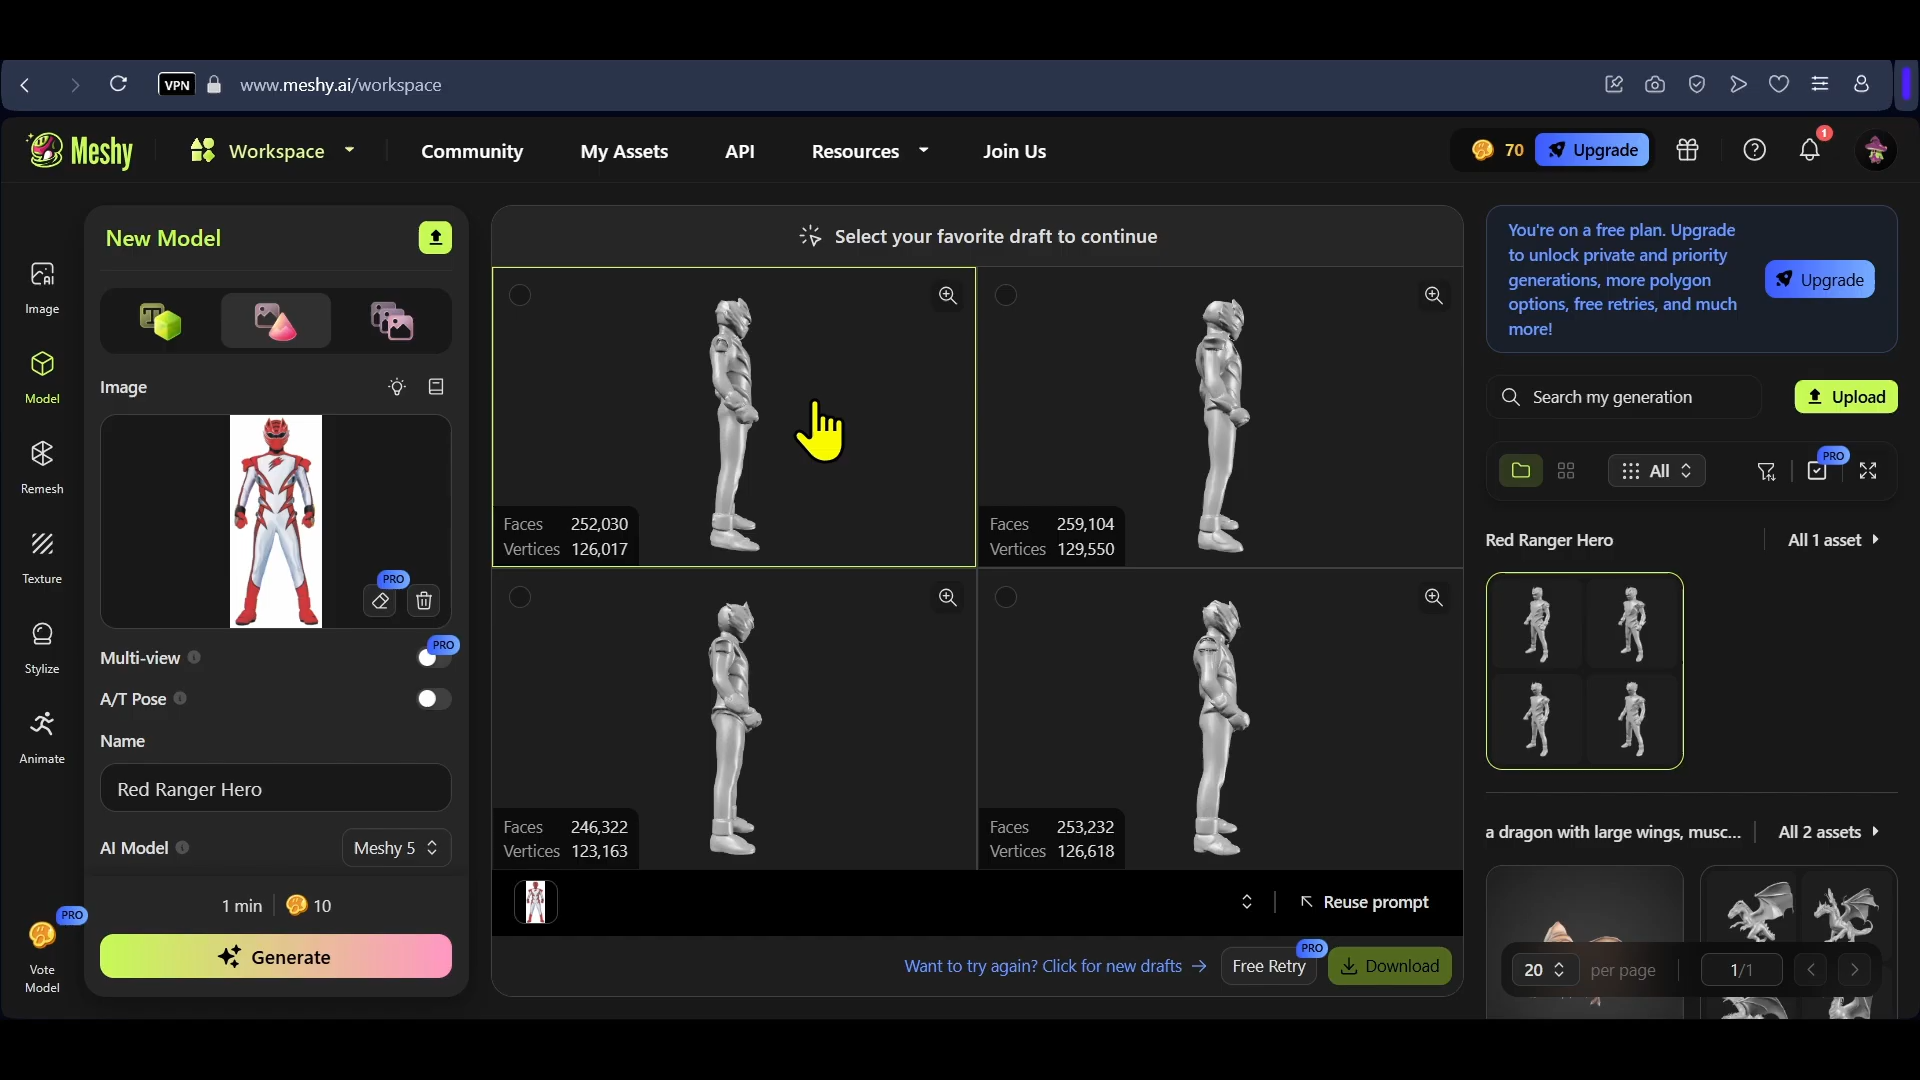 VPN www.meshy.ai/workspace
Meshy Workspace Community My Assets API Resources Join Us 70 Upgrade 1
New Model
Select your favorite draft to continue
You're on a free plan. Upgrade
to unlock private and priority
generations, more polygon
options, free retries, and much
more!
Upgrade
Image
Model
Remesh
Texture
Stylize
Animate
PRO
Vote
Model
Image
PRO
Multi-view PRO
A/T Pose
Name
Red Ranger Hero
AI Model Meshy 5
1 min 10
Generate
Faces 252,030
Vertices 126,017
Faces 259,104
Vertices 129,550
Faces 246,322
Vertices 123,163
Faces 253,232
Vertices 126,618
Reuse prompt
Want to try again? Click for new drafts → Free Retry PRO Download
Search my generation Upload
All PRO
Red Ranger Hero All 1 asset
a dragon with large wings, musc... All 2 assets
20 per page 1/1